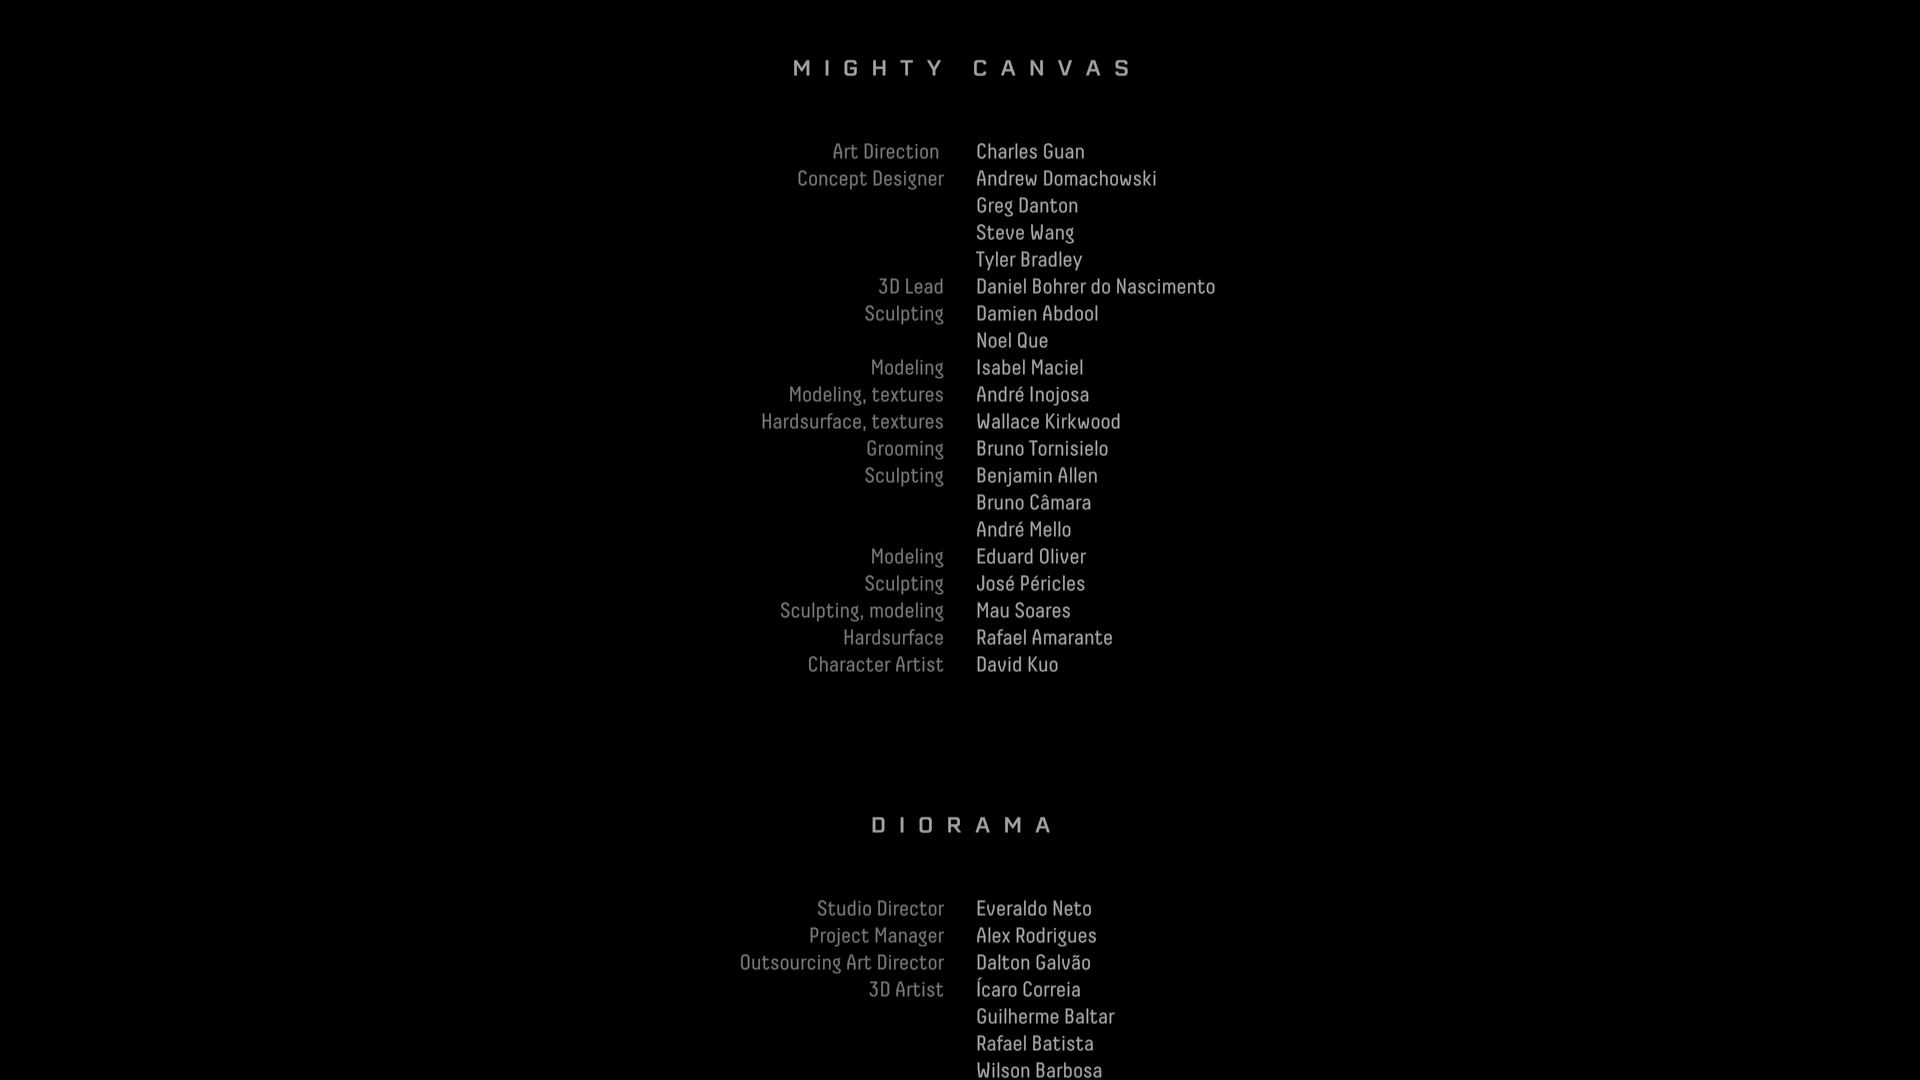 MIGHTY CANVAS
Art Direction Charles Guan
Concept Designer Andrew Domachowski
Greg Danton
Steve Wang
Tyler Bradley
3D Lead Daniel Bohrer do Nascimento
Sculpting Damien Abdool
Noel Que
Modeling Isabel Maciel
Modeling, textures André Inojosa
Hardsurface, textures Wallace Kirkwood
Grooming Bruno Tornisielo
Sculpting Benjamin Allen
Bruno Câmara
André Mello
Modeling Eduard Oliver
Sculpting José Péricles
Sculpting, modeling Mau Soares
Hardsurface Rafael Amarante
Character Artist David Kuo
DIORAMA
Studio Director Everaldo Neto
Project Manager Alex Rodrigues
Outsourcing Art Director Dalton Galvão
3D Artist Ícaro Correia
Guilherme Baltar
Rafael Batista
Wilson Barbosa